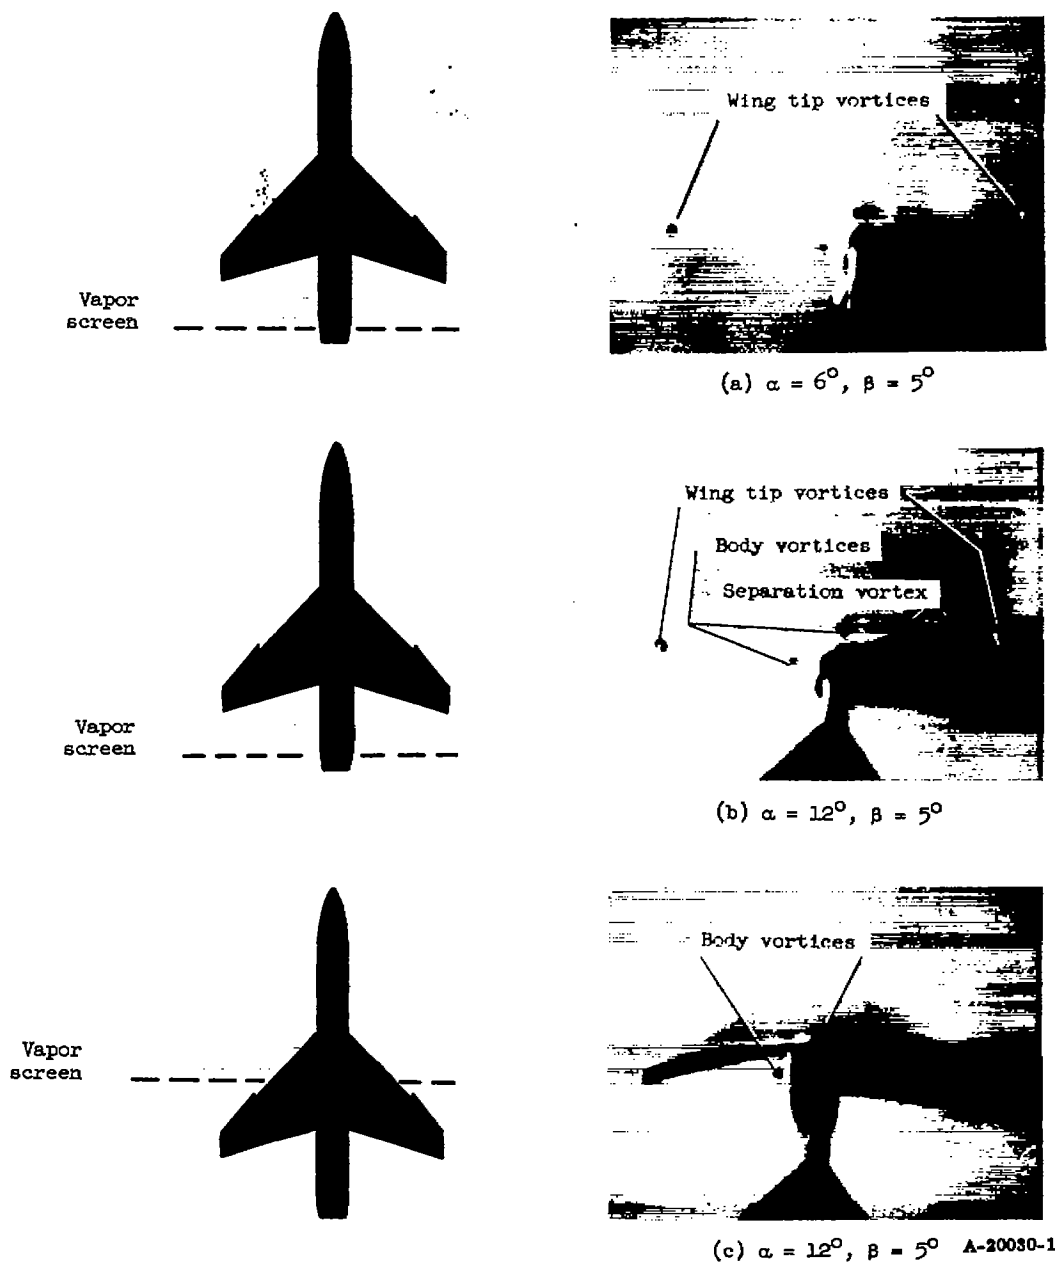 Wing tip vortices
Vapor
screen
(a) α = 6°, β = 5°
Wing tip vortices
Body vortices
Separation vortex
Vapor
screen
(b) α = 12°, β = 5°
Body vortices
Vapor
screen
(c) α = 12°, β = 5°
A-20030-1